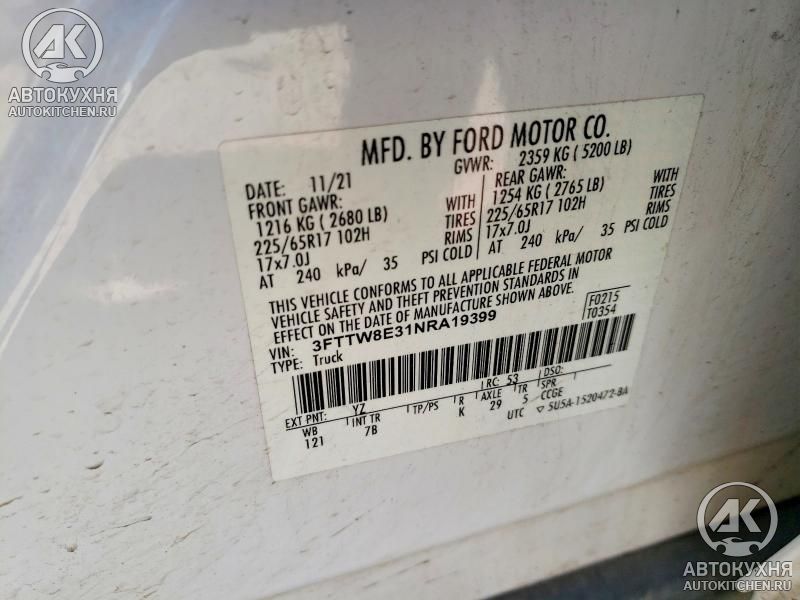 AK
АВТОКУХНЯ
AUTOKITCHEN.RU
MFD. BY FORD MOTOR CO.
DATE: 11/21 GVWR: 2359 KG ( 5200 LB)
FRONT GAWR: REAR GAWR:
1216 KG ( 2680 LB) WITH 1254 KG ( 2765 LB) WITH
225/65R17 102H TIRES 225/65R17 102H TIRES
17x7.0J RIMS 17x7.0J RIMS
AT 240 kPa/ 35 PSI COLD AT 240 kPa/ 35 PSI COLD
THIS VEHICLE CONFORMS TO ALL APPLICABLE FEDERAL MOTOR
VEHICLE SAFETY AND THEFT PREVENTION STANDARDS IN
EFFECT ON THE DATE OF MANUFACTURE SHOWN ABOVE.
VIN: 3FTTW8E31NRA19399 F0215
TYPE: Truck T0354
EXT PNT: YZ RC: 53 DSO:
WB INT TR TP/PS R AXLE TR SPR
121 7B K 29 5 CCGE
UTC ▽ 5U5A-1520472-BA
AK
АВТОКУХНЯ
AUTOKITCHEN.RU